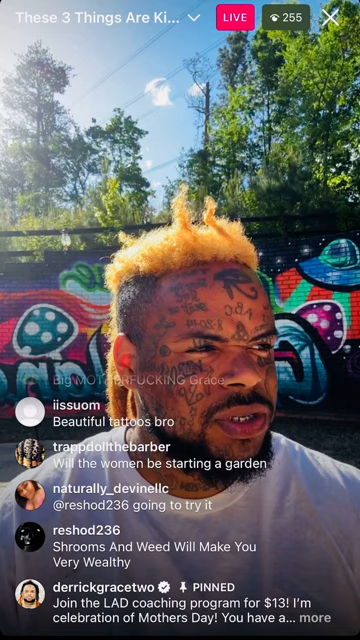 These 3 Things Are Ki...
LIVE
255
Big MOTHERFUCKING Grace
iissuom
Beautiful tattoos bro
trappdollthebarber
Will the women be starting a garden
naturally_devinellc
@reshod236 going to try it
reshod236
Shrooms And Weed Will Make You
Very Wealthy
derrickgracetwo PINNED
Join the LAD coaching program for $13! I'm
celebration of Mothers Day! You have a... more